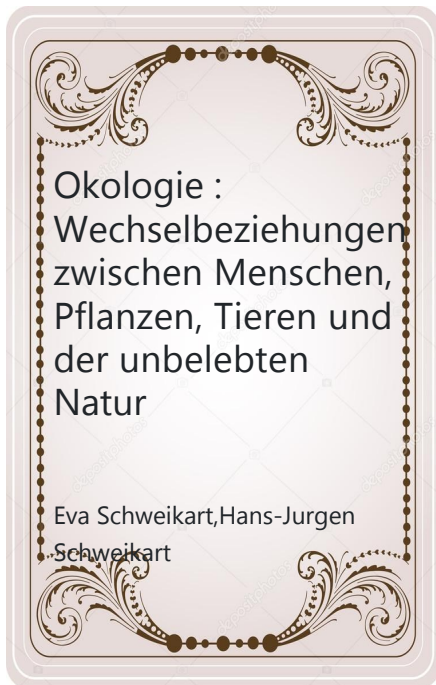 Okologie :
Wechselbeziehungen
zwischen Menschen,
Pflanzen, Tieren und
der unbelebten
Natur
Eva Schweikart,Hans-Jurgen
Schweikart